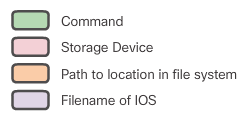 Command
Storage Device
Path to location in file system
Filename of IOS